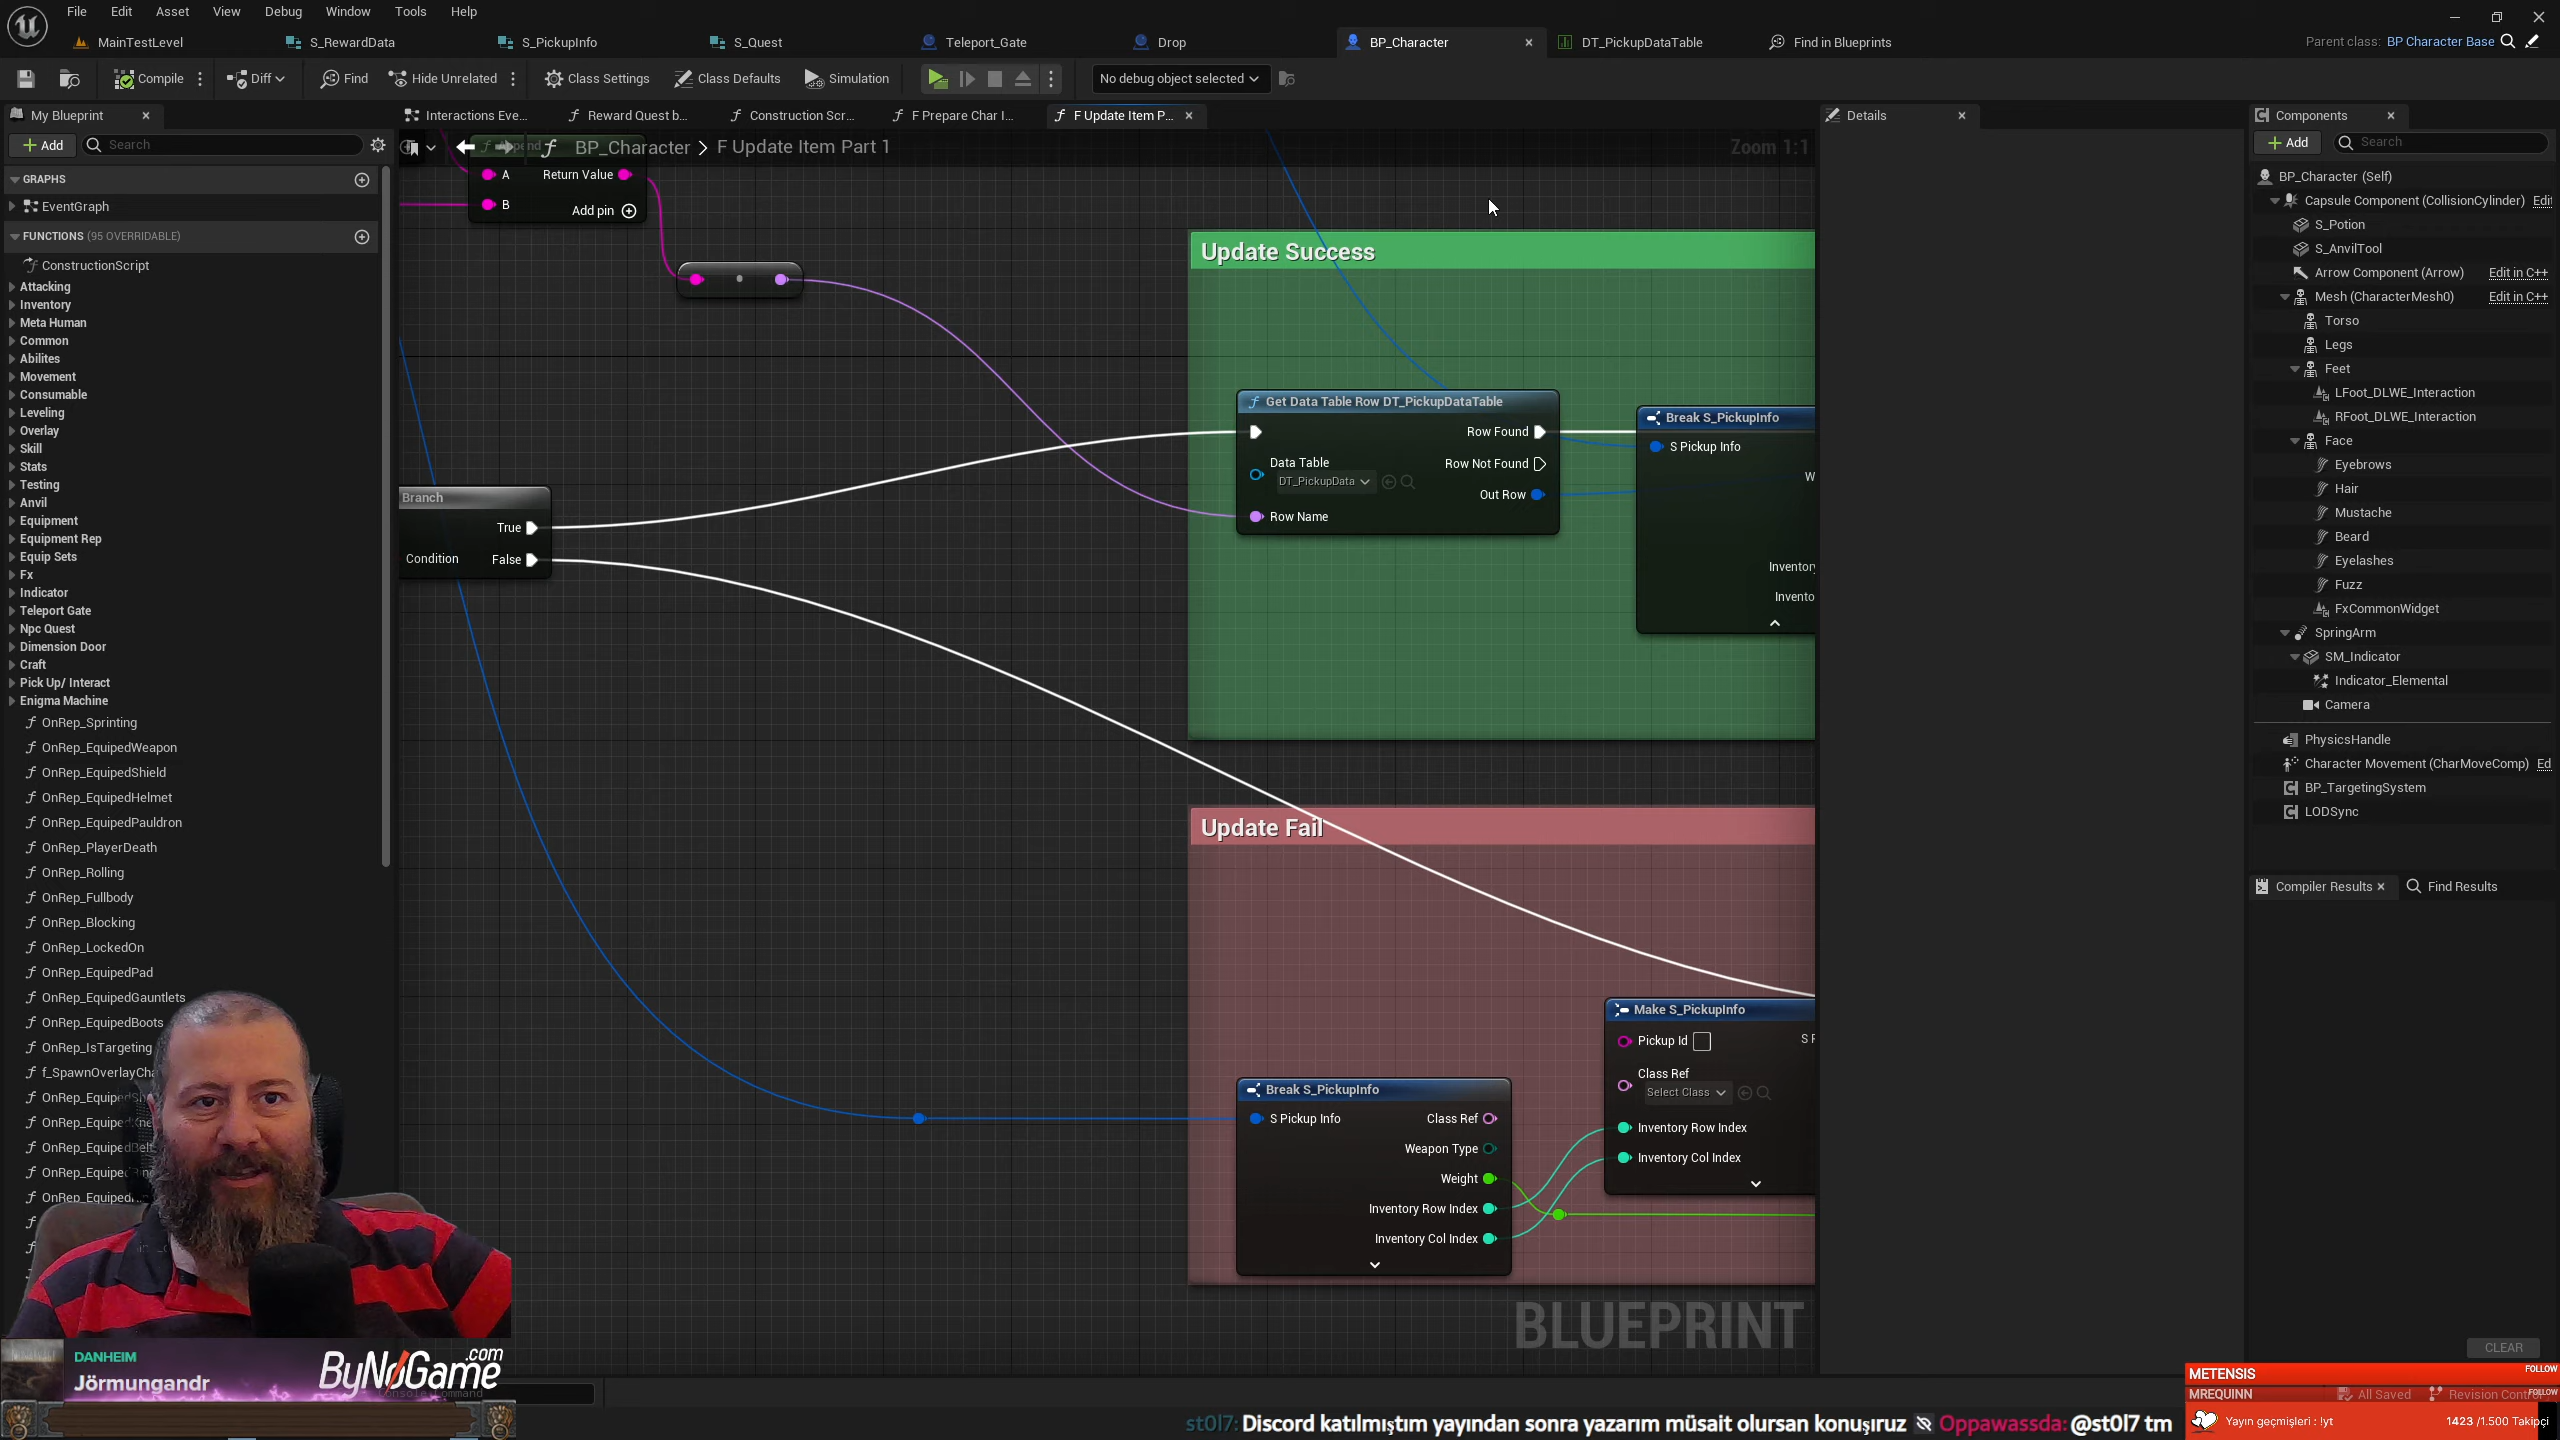 File Edit Asset View Debug Window Tools Help
MainTestLevel S_RewardData S_PickupInfo S_Quest Teleport_Gate Drop BP_Character DT_PickupDataTable Find in Blueprints
Parent class: BP Character Base
Compile Diff Find Hide Unrelated Class Settings Class Defaults Simulation No debug object selected
My Blueprint
Interactions Eve... Reward Quest b... Construction Scr... F Prepare Char I... F Update Item P...
Details
Components
Add Search
BP_Character > F Update Item Part 1
Zoom 1:1
Add Search
GRAPHS
EventGraph
FUNCTIONS (95 OVERRIDABLE)
ConstructionScript
Attacking
Inventory
Meta Human
Common
Abilites
Movement
Consumable
Leveling
Overlay
Skill
Stats
Testing
Anvil
Equipment
Equipment Rep
Equip Sets
Fx
Indicator
Teleport Gate
Npc Quest
Dimension Door
Craft
Pick Up/ Interact
Enigma Machine
OnRep_Sprinting
OnRep_EquipedWeapon
OnRep_EquipedShield
OnRep_EquipedHelmet
OnRep_EquipedPauldron
OnRep_PlayerDeath
OnRep_Rolling
OnRep_Fullbody
OnRep_Blocking
OnRep_LockedOn
OnRep_EquipedPad
OnRep_EquipedGauntlets
OnRep_EquipedBoots
OnRep_IsTargeting
f_SpawnOverlayCha
Append
A Return Value
B Add pin
Branch
True
Condition False
Update Success
Get Data Table Row DT_PickupDataTable
Row Found
Data Table Row Not Found
DT_PickupData
Out Row
Row Name
Break S_PickupInfo
S Pickup Info
W
Inventory
Invento
Update Fail
Make S_PickupInfo
Pickup Id
Class Ref
Select Class
Inventory Row Index
Inventory Col Index
Break S_PickupInfo
S Pickup Info Class Ref
Weapon Type
Weight
Inventory Row Index
Inventory Col Index
BLUEPRINT
BP_Character (Self)
Capsule Component (CollisionCylinder) Edi
S_Potion
S_AnvilTool
Arrow Component (Arrow) Edit in C++
Mesh (CharacterMesh0) Edit in C++
Torso
Legs
Feet
LFoot_DLWE_Interaction
RFoot_DLWE_Interaction
Face
Eyebrows
Hair
Mustache
Beard
Eyelashes
Fuzz
FxCommonWidget
SpringArm
SM_Indicator
Indicator_Elemental
Camera
PhysicsHandle
Character Movement (CharMoveComp) Ed
BP_TargetingSystem
LODSync
Compiler Results Find Results
CLEAR
DANHEIM
Jörmungandr
ByNoGame.com
Console Command
METENSIS FOLLOW
MREQUINN All Saved Revision Control FOLLOW
Yayın geçmişleri : !yt 1423 /1.500 Takipçi
st0l7: Discord katılmıştım yayından sonra yazarım müsait olursan konuşuruz Oppawassda: @st0l7 tm